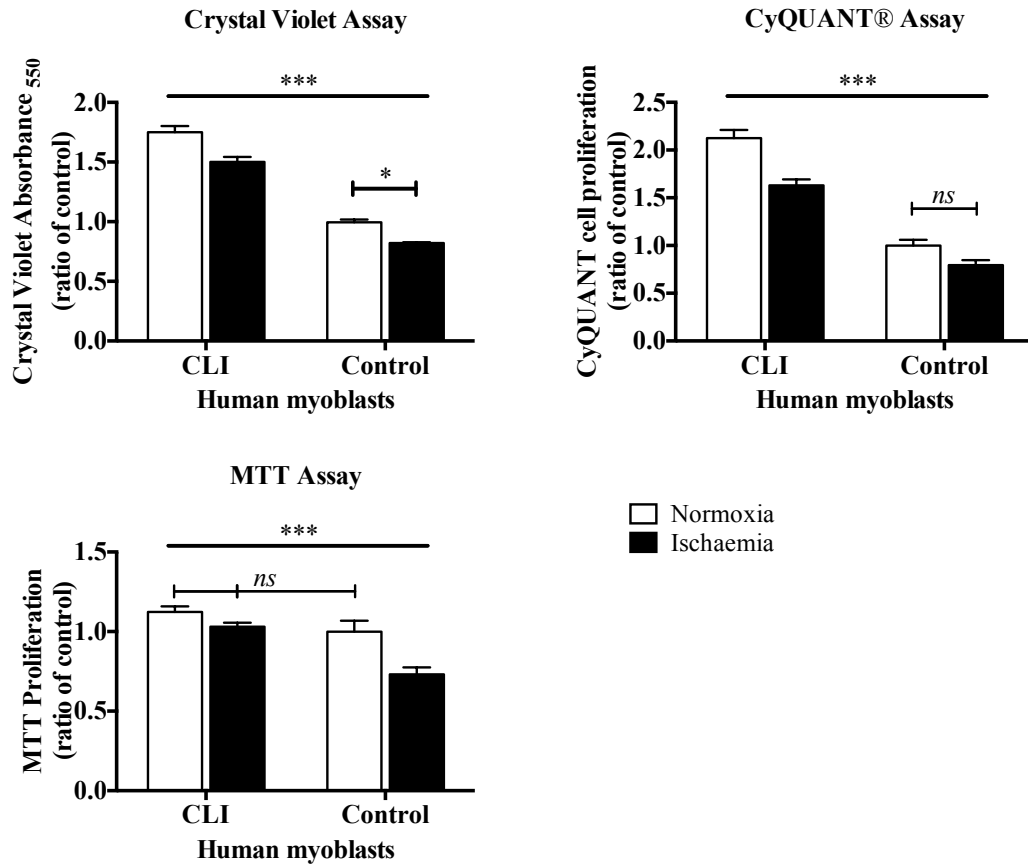 Crystal Violet Assay
***
Crystal Violet Absorbance 550
(ratio of control)
2.0
1.5
1.0
0.5
0.0
*
CLI
Control
Human myoblasts
CyQUANT® Assay
***
CyQUANT cell proliferation
(ratio of control)
2.5
2.0
1.5
1.0
0.5
0.0
ns
CLI
Control
Human myoblasts
MTT Assay
***
MTT Proliferation
(ratio of control)
1.5
1.0
0.5
0.0
ns
CLI
Control
Human myoblasts
Normoxia
Ischaemia